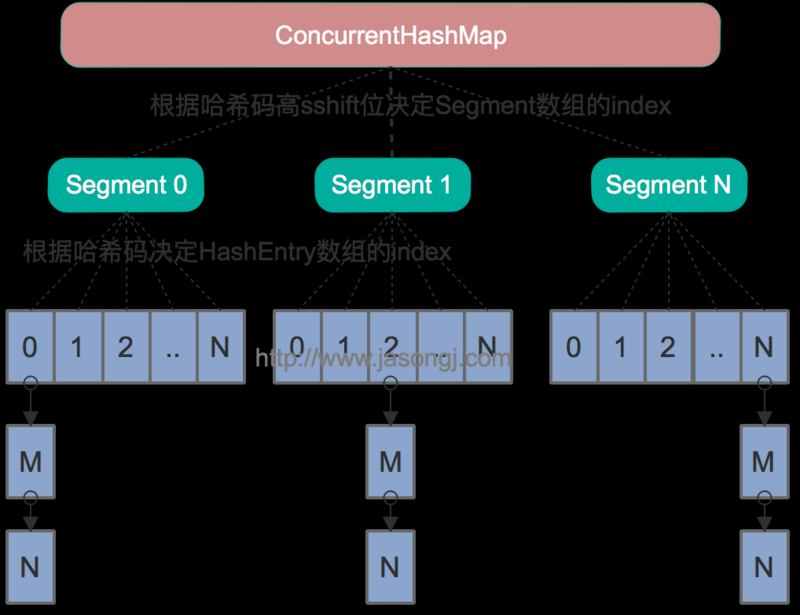 ConcurrentHashMap
根据哈希码高sshift位决定Segment数组的index
Segment 0 Segment 1 Segment N
根据哈希码决定HashEntry数组的index
0 1 2 .. N 0 1 2 .. N 0 1 2 .. N
http://www.jasongj.com
M M M
N N N